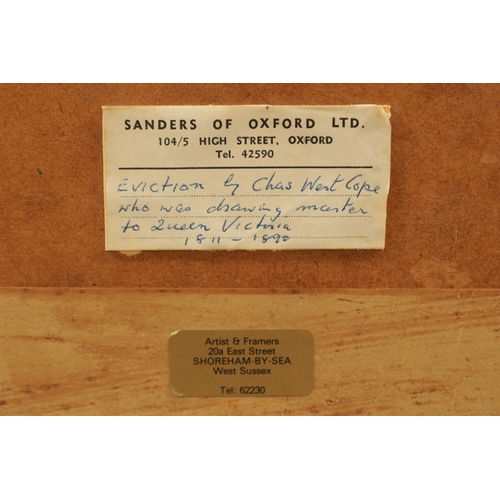 SANDERS OF OXFORD LTD.
104/5 HIGH STREET, OXFORD
Tel. 42590
Eviction by Chas West Cope
who was drawing master
to Queen Victoria
1811 - 1890
Artist & Framers
20a East Street
SHOREHAM-BY-SEA
West Sussex
Tel: 62230